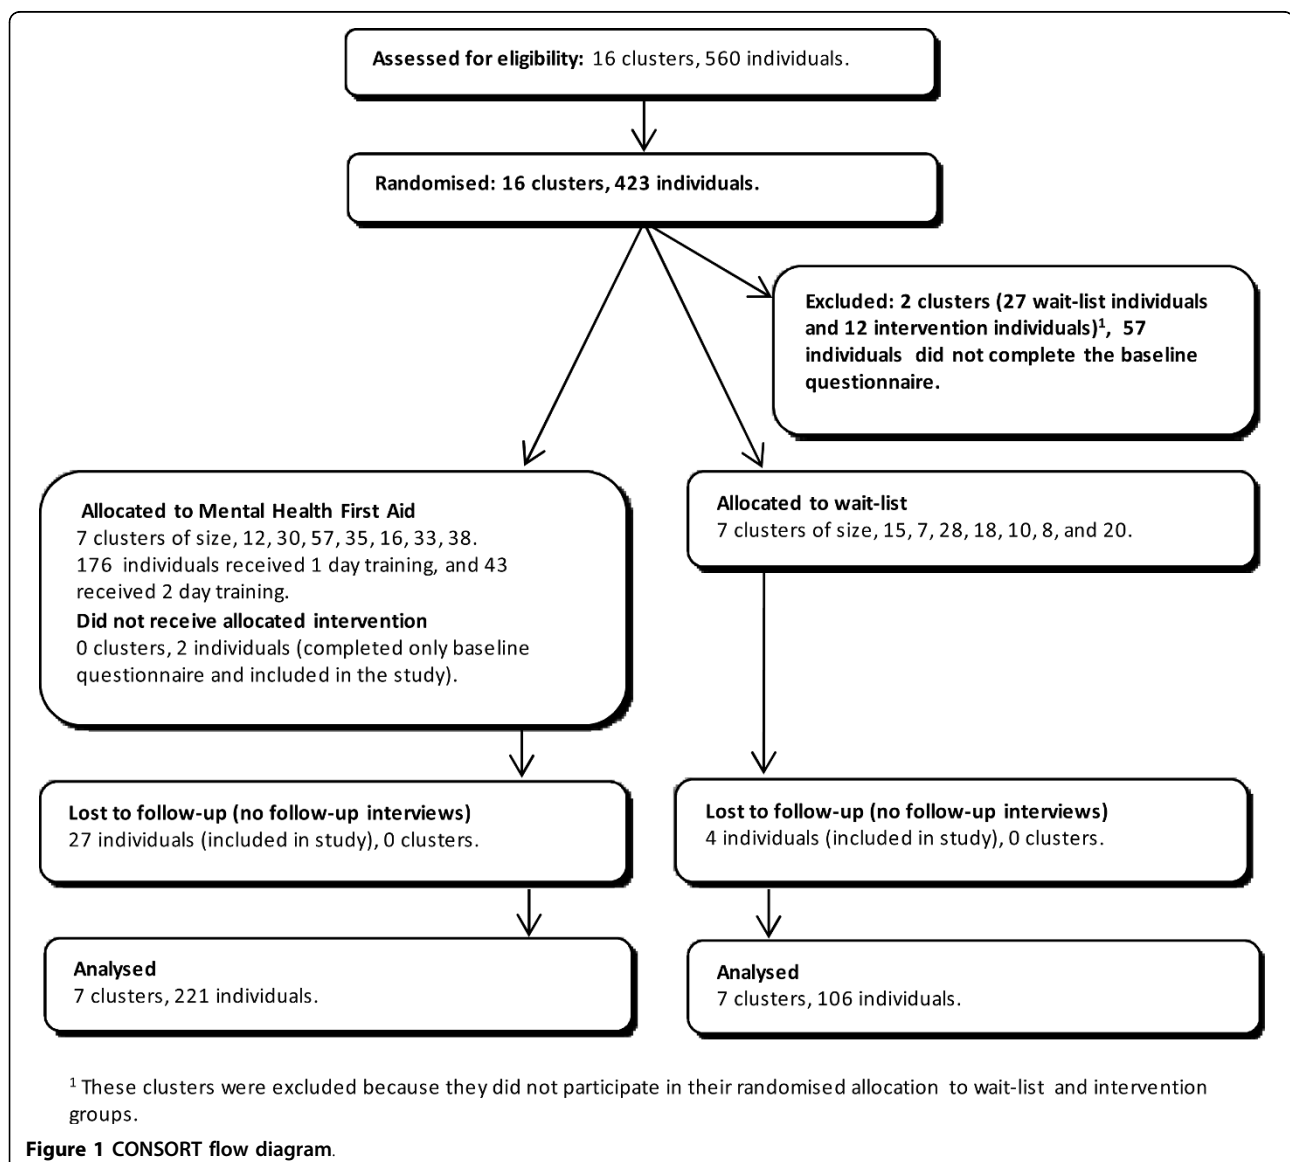 Assessed for eligibility: 16 clusters, 560 individuals.
Randomised: 16 clusters, 423 individuals.
Excluded: 2 clusters (27 wait-list individuals
and 12 intervention individuals)¹, 57
individuals did not complete the baseline
questionnaire.
Allocated to Mental Health First Aid
7 clusters of size, 12, 30, 57, 35, 16, 33, 38.
176 individuals received 1 day training, and 43
received 2 day training.
Did not receive allocated intervention
0 clusters, 2 individuals (completed only baseline
questionnaire and included in the study).
Allocated to wait-list
7 clusters of size, 15, 7, 28, 18, 10, 8, and 20.
Lost to follow-up (no follow-up interviews)
27 individuals (included in study), 0 clusters.
Lost to follow-up (no follow-up interviews)
4 individuals (included in study), 0 clusters.
Analysed
7 clusters, 221 individuals.
Analysed
7 clusters, 106 individuals.
¹ These clusters were excluded because they did not participate in their randomised allocation to wait-list and intervention
groups.
Figure 1 CONSORT flow diagram.